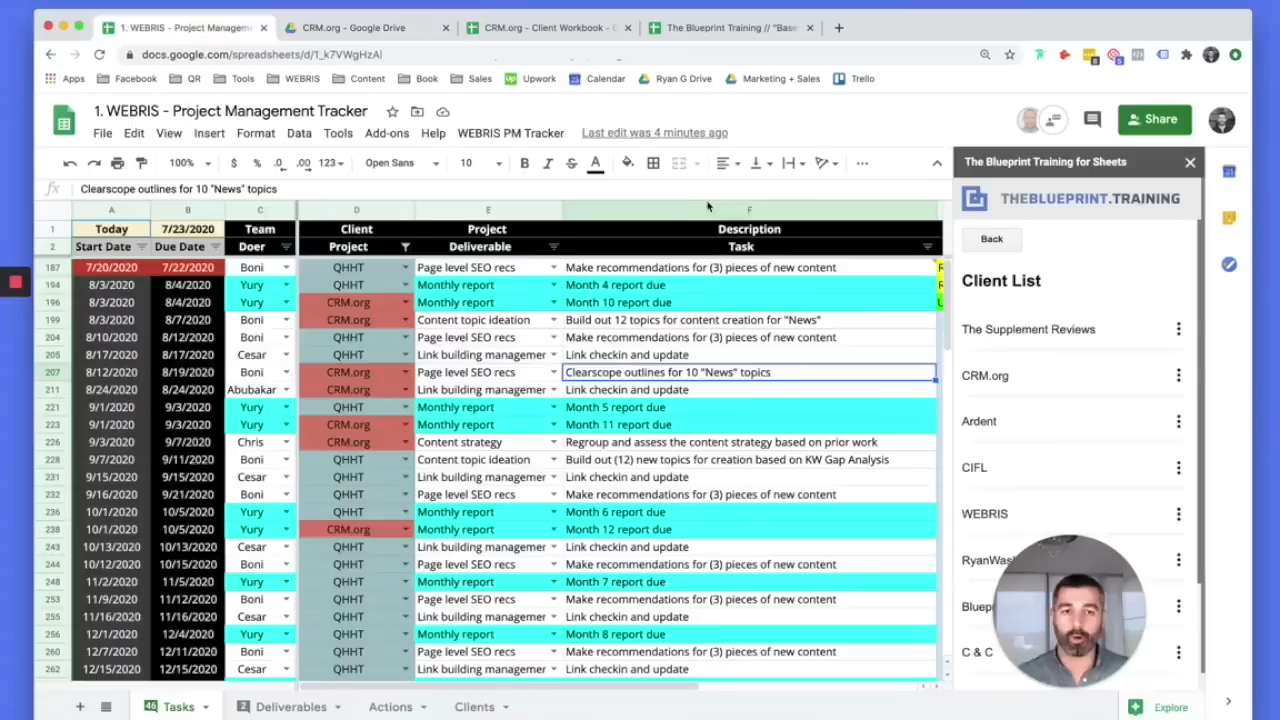 1. WEBRIS - Project Managemen
CRM.org - Google Drive
CRM.org - Client Workbook - G
The Blueprint Training // "Base
docs.google.com/spreadsheets/d/1_k7VWgHzAl
Apps Facebook QR Tools WEBRIS Content Book Sales Upwork Calendar Ryan G Drive Marketing + Sales Trello
1. WEBRIS - Project Management Tracker
File Edit View Insert Format Data Tools Add-ons Help WEBRIS PM Tracker Last edit was 4 minutes ago
Share
100% $ % .0 .00 123 Open Sans 10 B I S A
fx Clearscope outlines for 10 "News" topics
A B C D E F
1 Today 7/23/2020 Team Client Project Description
2 Start Date Due Date Doer Project Deliverable Task
187 7/20/2020 7/22/2020 Boni QHHT Page level SEO recs Make recommendations for (3) pieces of new content
194 8/3/2020 8/4/2020 Yury QHHT Monthly report Month 4 report due
196 8/3/2020 8/4/2020 Yury CRM.org Monthly report Month 10 report due
199 8/3/2020 8/7/2020 Boni CRM.org Content topic ideation Build out 12 topics for content creation for "News"
204 8/10/2020 8/12/2020 Boni QHHT Page level SEO recs Make recommendations for (3) pieces of new content
205 8/17/2020 8/17/2020 Cesar QHHT Link building managemer Link checkin and update
207 8/12/2020 8/19/2020 Boni CRM.org Page level SEO recs Clearscope outlines for 10 "News" topics
211 8/24/2020 8/24/2020 Abubakar CRM.org Link building managemer Link checkin and update
221 9/1/2020 9/3/2020 Yury QHHT Monthly report Month 5 report due
223 9/1/2020 9/3/2020 Yury CRM.org Monthly report Month 11 report due
226 9/3/2020 9/7/2020 Chris CRM.org Content strategy Regroup and assess the content strategy based on prior work
228 9/7/2020 9/11/2020 Boni QHHT Content topic ideation Build out (12) new topics for creation based on KW Gap Analysis
231 9/15/2020 9/15/2020 Cesar QHHT Link building managemer Link checkin and update
232 9/16/2020 9/21/2020 Boni QHHT Page level SEO recs Make recommendations for (3) pieces of new content
236 10/1/2020 10/5/2020 Yury QHHT Monthly report Month 6 report due
238 10/1/2020 10/5/2020 Yury CRM.org Monthly report Month 12 report due
243 10/13/2020 10/13/2020 Cesar QHHT Link building managemer Link checkin and update
244 10/12/2020 10/15/2020 Boni QHHT Page level SEO recs Make recommendations for (3) pieces of new content
248 11/2/2020 11/5/2020 Yury QHHT Monthly report Month 7 report due
253 11/9/2020 11/12/2020 Boni QHHT Page level SEO recs Make recommendations for (3) pieces of new content
255 11/16/2020 11/16/2020 Cesar QHHT Link building managemer Link checkin and update
256 12/1/2020 12/4/2020 Yury QHHT Monthly report Month 8 report due
260 12/7/2020 12/11/2020 Boni QHHT Page level SEO recs Make recommendations for (3) pieces of new content
262 12/15/2020 12/15/2020 Cesar QHHT Link building managemer Link checkin and update
46 Tasks 2 Deliverables Actions Clients
The Blueprint Training for Sheets
THEBLUEPRINT.TRAINING
Back
Client List
The Supplement Reviews
CRM.org
Ardent
CIFL
WEBRIS
RyanWas
Bluepr
C & C
Explore